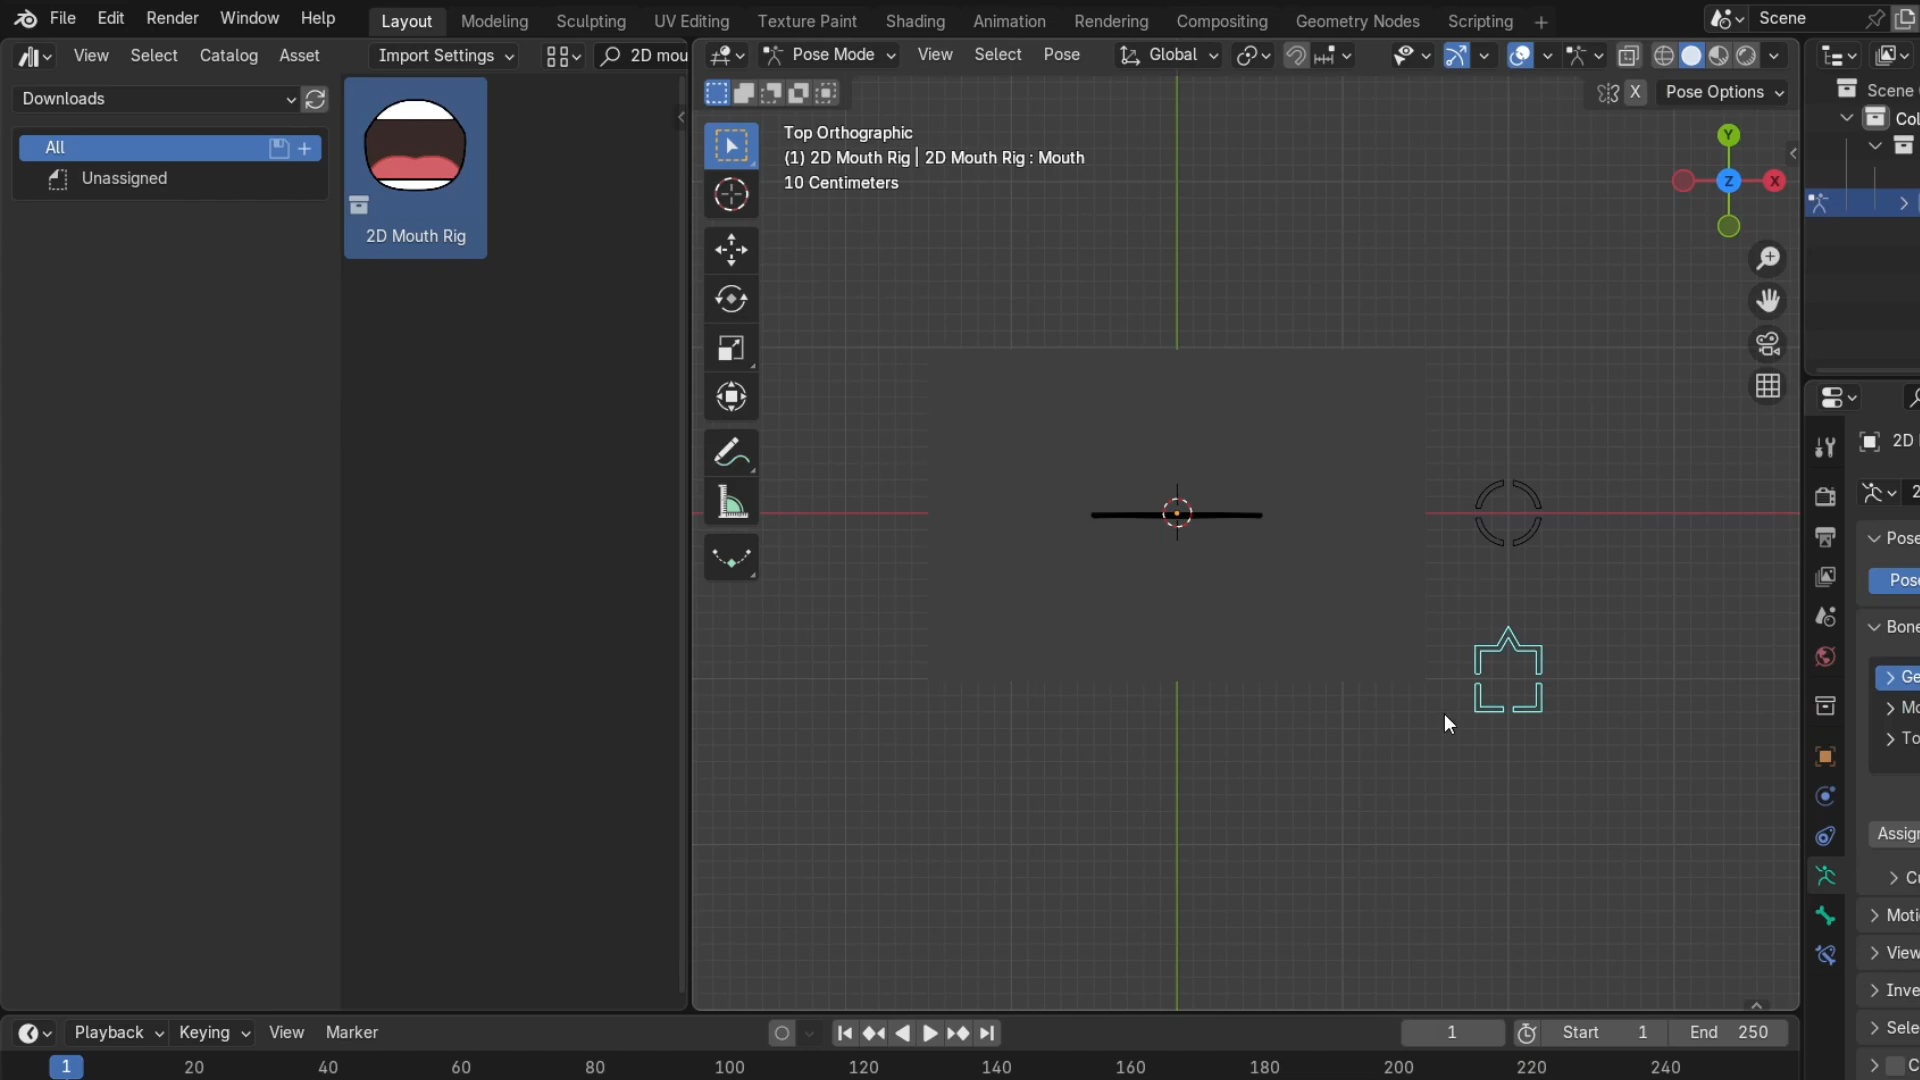 File Edit Render Window Help Layout Modeling Sculpting UV Editing Texture Paint Shading Animation Rendering Compositing Geometry Nodes Scripting + Scene
View Select Catalog Asset Import Settings 2D mou
Pose Mode View Select Pose Global
Downloads
All
Unassigned
2D Mouth Rig
X Pose Options
Top Orthographic
(1) 2D Mouth Rig | 2D Mouth Rig : Mouth
10 Centimeters
Y
Z
X
Scene
Col
2D
2
Pose
Pose
Bone
Ge
Mo
To
Assign
Cu
Moti
View
Inve
Sele
C
Playback Keying View Marker 1 Start 1 End 250
1 20 40 60 80 100 120 140 160 180 200 220 240